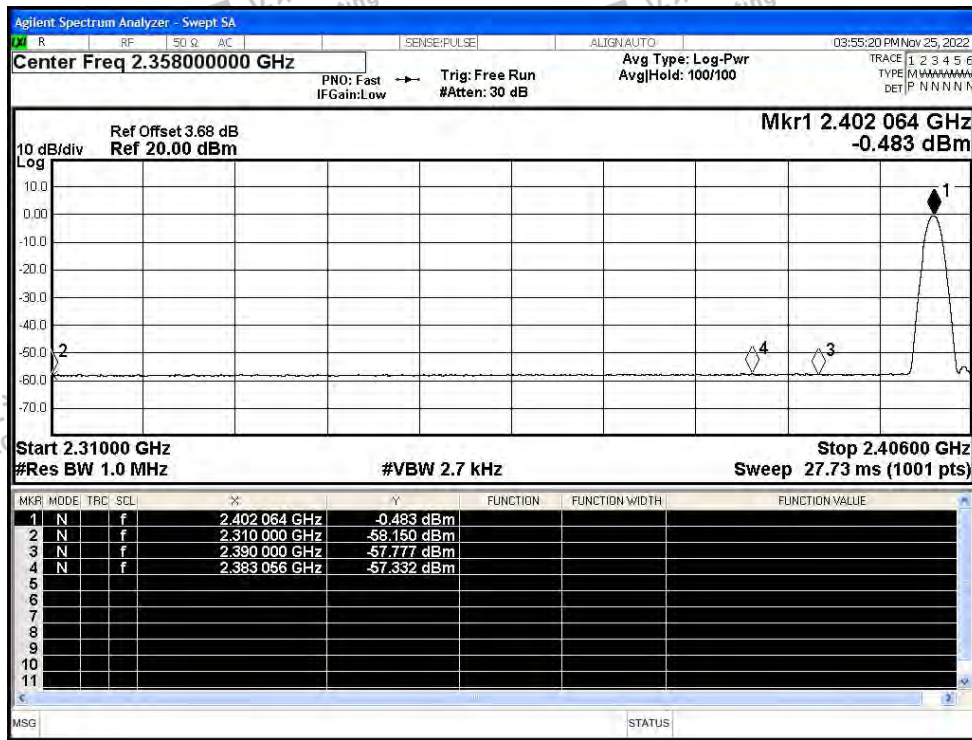 Agilent Spectrum Analyzer - Swept SA
LXI R RF 50 Ω AC SENSE:PULSE ALIGNAUTO 03:55:20 PM Nov 25, 2022
Center Freq 2.358000000 GHz
PNO: Fast
IFGain:Low
Trig: Free Run
#Atten: 30 dB
Avg Type: Log-Pwr
Avg|Hold: 100/100
TRACE 1 2 3 4 5 6
TYPE M WWWWW
DET P N N N N N
10 dB/div
Log
Ref Offset 3.68 dB
Ref 20.00 dBm
Mkr1 2.402 064 GHz
-0.483 dBm
10.0
0.00
-10.0
-20.0
-30.0
-40.0
-50.0
-60.0
-70.0
2
4
3
1
Start 2.31000 GHz Stop 2.40600 GHz
#Res BW 1.0 MHz #VBW 2.7 kHz Sweep 27.73 ms (1001 pts)
MKR MODE TRC SCL X Y FUNCTION FUNCTION WIDTH FUNCTION VALUE
1 N f 2.402 064 GHz -0.483 dBm
2 N f 2.310 000 GHz -58.150 dBm
3 N f 2.390 000 GHz -57.777 dBm
4 N f 2.383 056 GHz -57.332 dBm
5
6
7
8
9
10
11
MSG STATUS